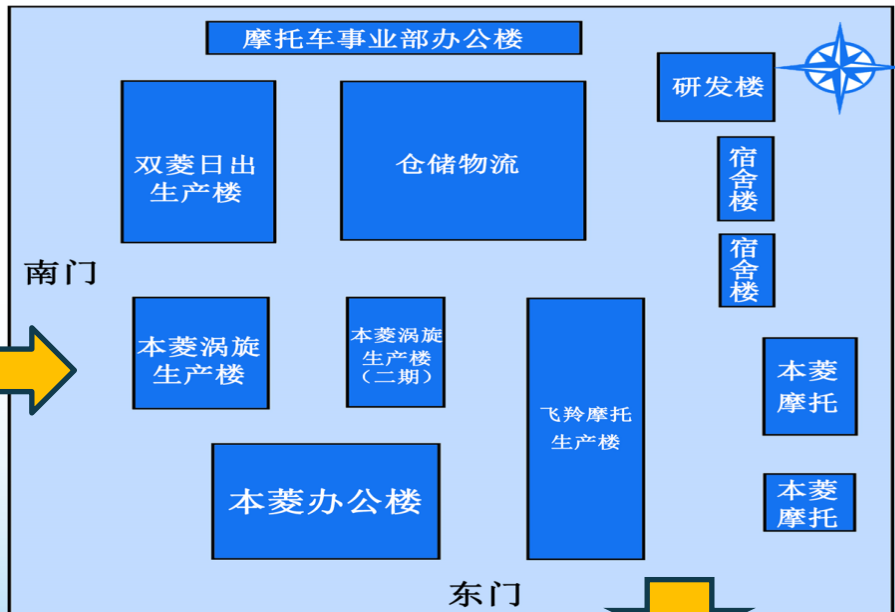 摩托车事业部办公楼
研发楼
双菱日出
生产楼
仓储物流
宿
舍
楼
宿
舍
楼
南门
本菱涡旋
生产楼
本菱涡旋
生产楼
（二期）
飞羚摩托
生产楼
本菱
摩托
本菱办公楼
本菱
摩托
东门